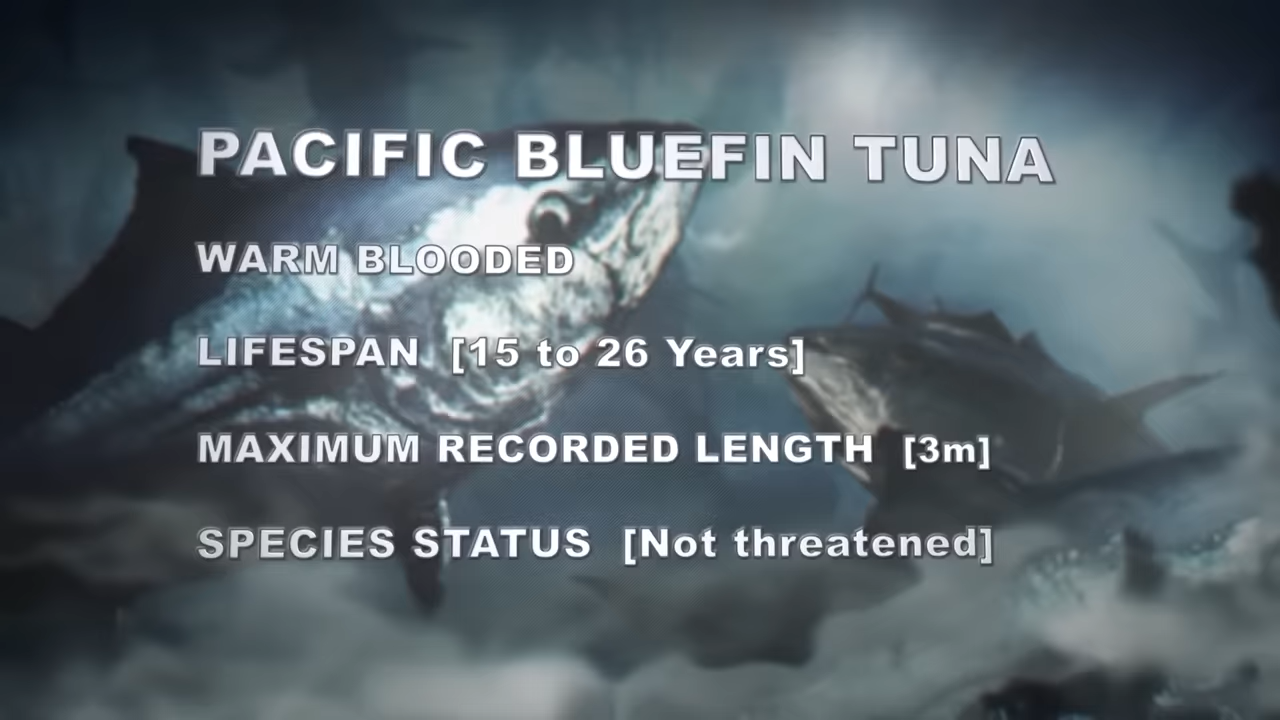 PACIFIC BLUEFIN TUNA
WARM BLOODED
LIFESPAN [15 to 26 Years]
MAXIMUM RECORDED LENGTH [3m]
SPECIES STATUS [Not threatened]